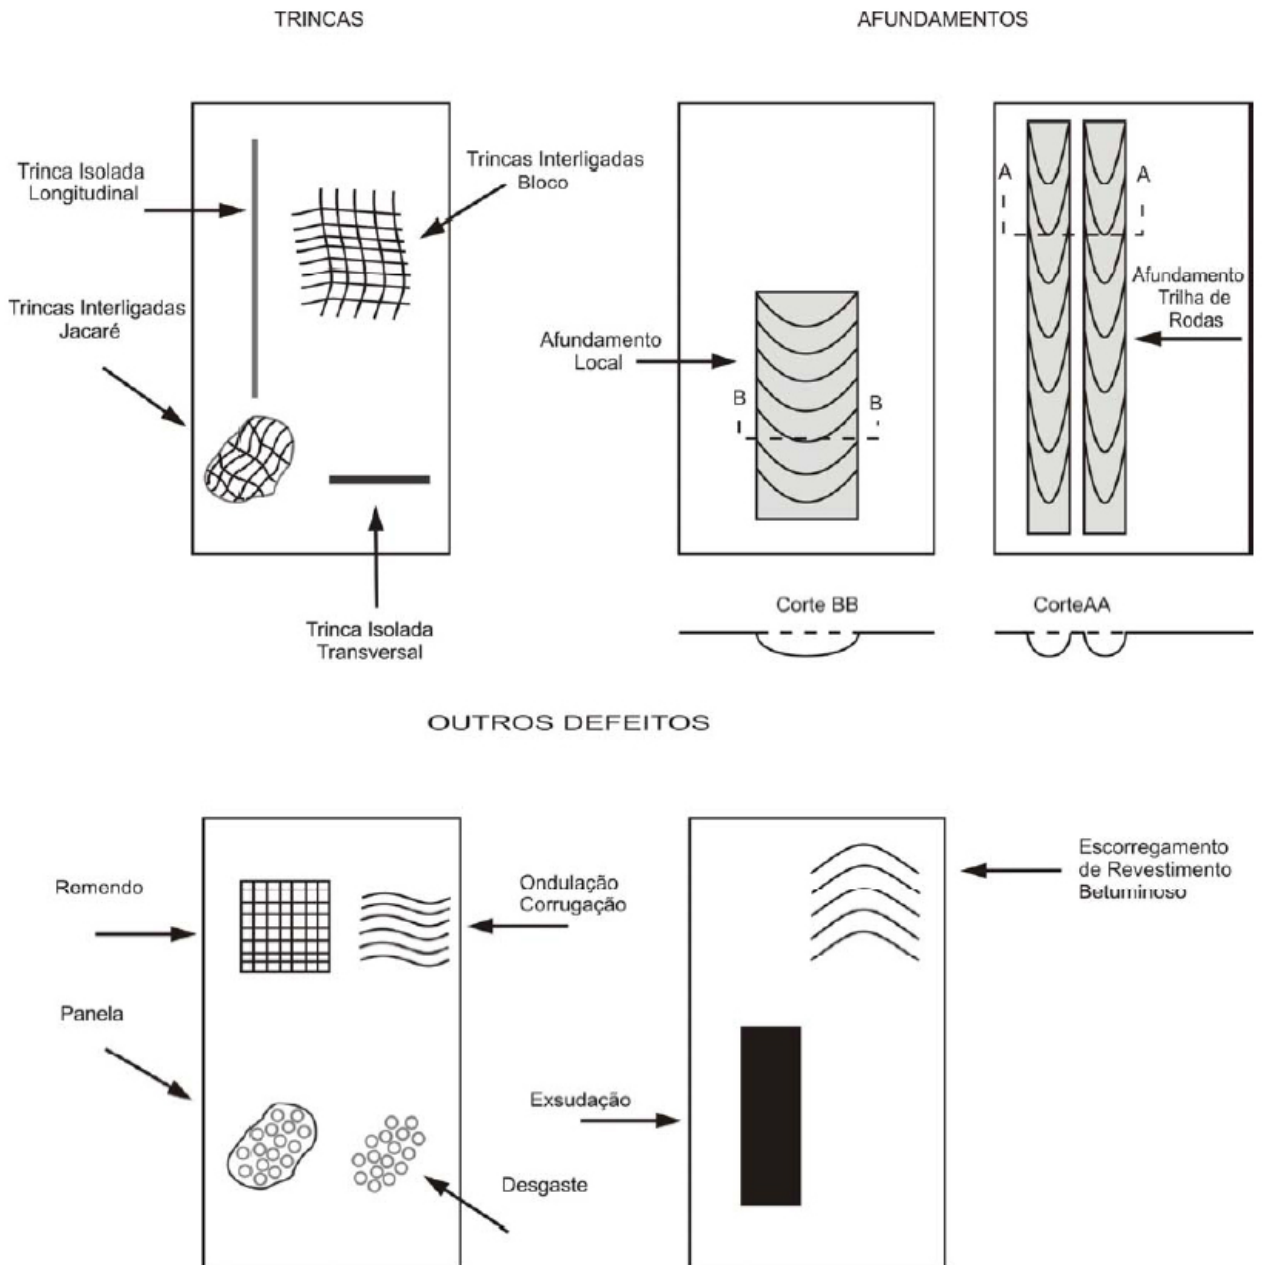 TRINCAS
AFUNDAMENTOS
Trinca Isolada
Longitudinal
Trincas Interligadas
Bloco
Trincas Interligadas
Jacaré
Trinca Isolada
Transversal
Afundamento
Local
B
B
Corte BB
A
A
Afundamento
Trilha de
Rodas
CorteAA
OUTROS DEFEITOS
Remendo
Ondulação
Corrugação
Panela
Desgaste
Escorregamento
de Revestimento
Betuminoso
Exsudação